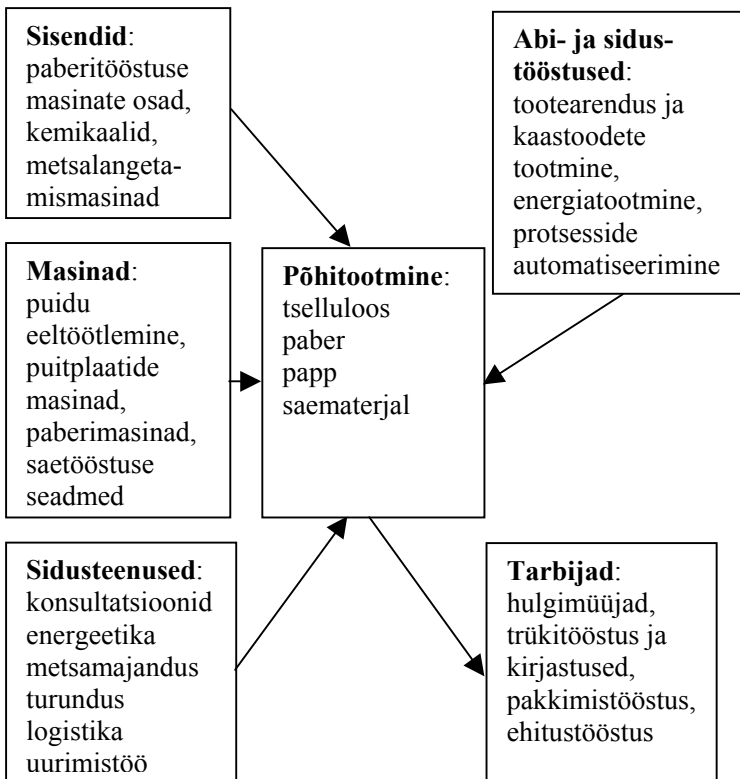 Sisendid:
paberitööstuse
masinate osad,
kemikaalid,
metsalangeta-
mismasinad
Abi- ja sidus-
tööstused:
tootearendus ja
kaastoodete
tootmine,
energiatootmine,
protsesside
automatiseerimine
Masinad:
puidu
eeltöötlemine,
puitplaatide
masinad,
paberimasinad,
saetööstuse
seadmed
Põhitootmine:
tselluloos
paber
papp
saematerjal
Sidusteenused:
konsultatsioonid
energeetika
metsamajandus
turundus
logistika
uurimistöö
Tarbijad:
hulgimüüjad,
trükitööstus ja
kirjastused,
pakkimistööstus,
ehitustööstus